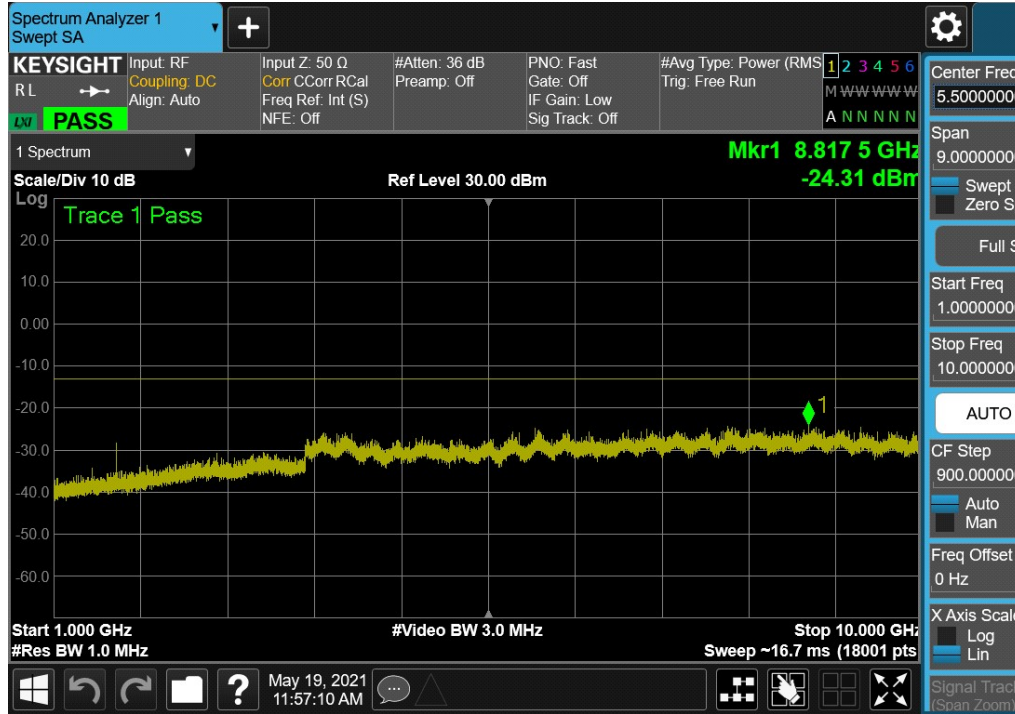 Spectrum Analyzer 1
Swept SA
KEYSIGHT
R L
LXI PASS
Input: RF
Coupling: DC
Align: Auto
Input Z: 50 Ω
Corr CCorr RCal
Freq Ref: Int (S)
NFE: Off
#Atten: 36 dB
Preamp: Off
PNO: Fast
Gate: Off
IF Gain: Low
Sig Track: Off
#Avg Type: Power (RMS
Trig: Free Run
1 2 3 4 5 6
M W W W W W
A N N N N N
1 Spectrum
Mkr1 8.817 5 GHz
-24.31 dBm
Scale/Div 10 dB
Ref Level 30.00 dBm
Log
Trace 1 Pass
20.0
10.0
0.00
-10.0
-20.0
-30.0
-40.0
-50.0
-60.0
1
Start 1.000 GHz
#Video BW 3.0 MHz
Stop 10.000 GHz
#Res BW 1.0 MHz
Sweep ~16.7 ms (18001 pts
May 19, 2021
11:57:10 AM
Center Freq
5.5000000
Span
9.0000000
Swept
Zero S
Full S
Start Freq
1.0000000
Stop Freq
10.000000
AUTO
CF Step
900.00000
Auto
Man
Freq Offset
0 Hz
X Axis Scale
Log
Lin
Signal Track
(Span Zoom)